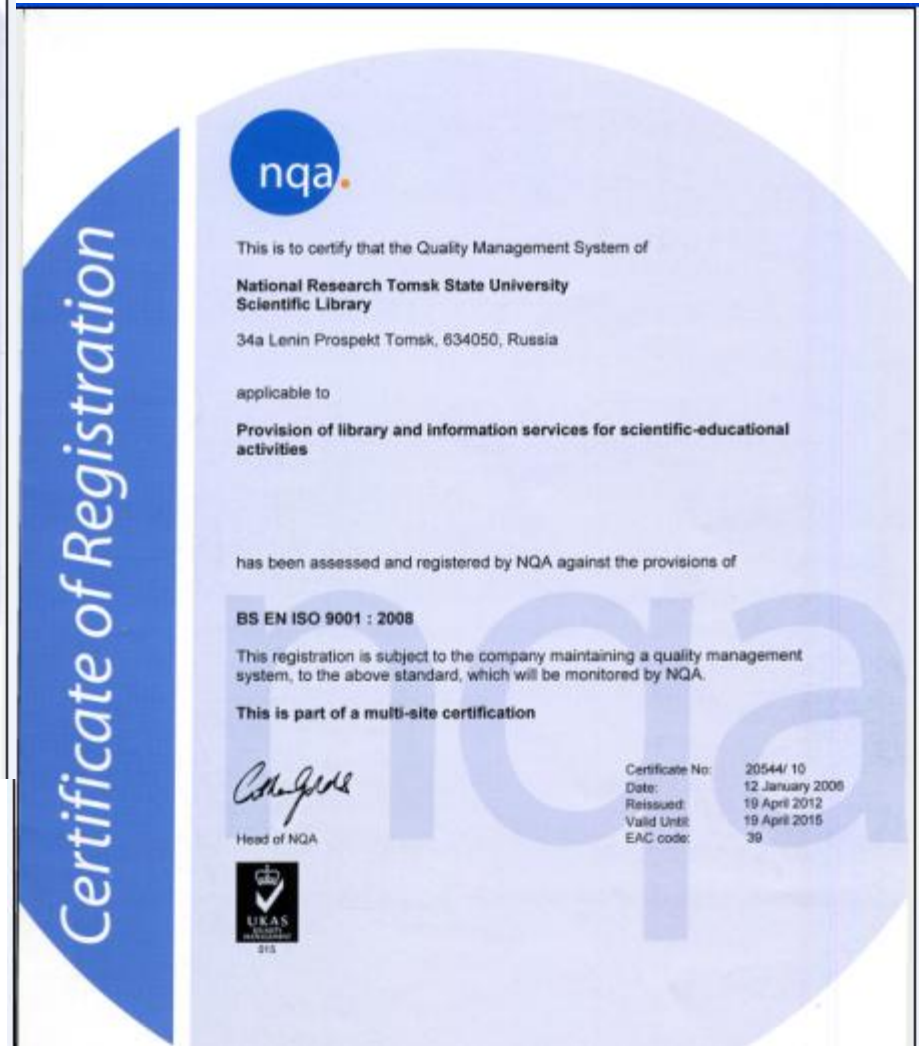 Certificate of Registration
nqa.
This is to certify that the Quality Management System of
National Research Tomsk State University
Scientific Library
34a Lenin Prospekt Tomsk, 634050, Russia
applicable to
Provision of library and information services for scientific-educational
activities
has been assessed and registered by NQA against the provisions of
BS EN ISO 9001 : 2008
This registration is subject to the company maintaining a quality management
system, to the above standard, which will be monitored by NQA.
This is part of a multi-site certification
Certificate No: 20544/ 10
Date: 12 January 2006
Reissued: 19 April 2012
Valid Until: 19 April 2015
EAC code: 39
Head of NQA
UKAS
QUALITY
MANAGEMENT
015
nqa